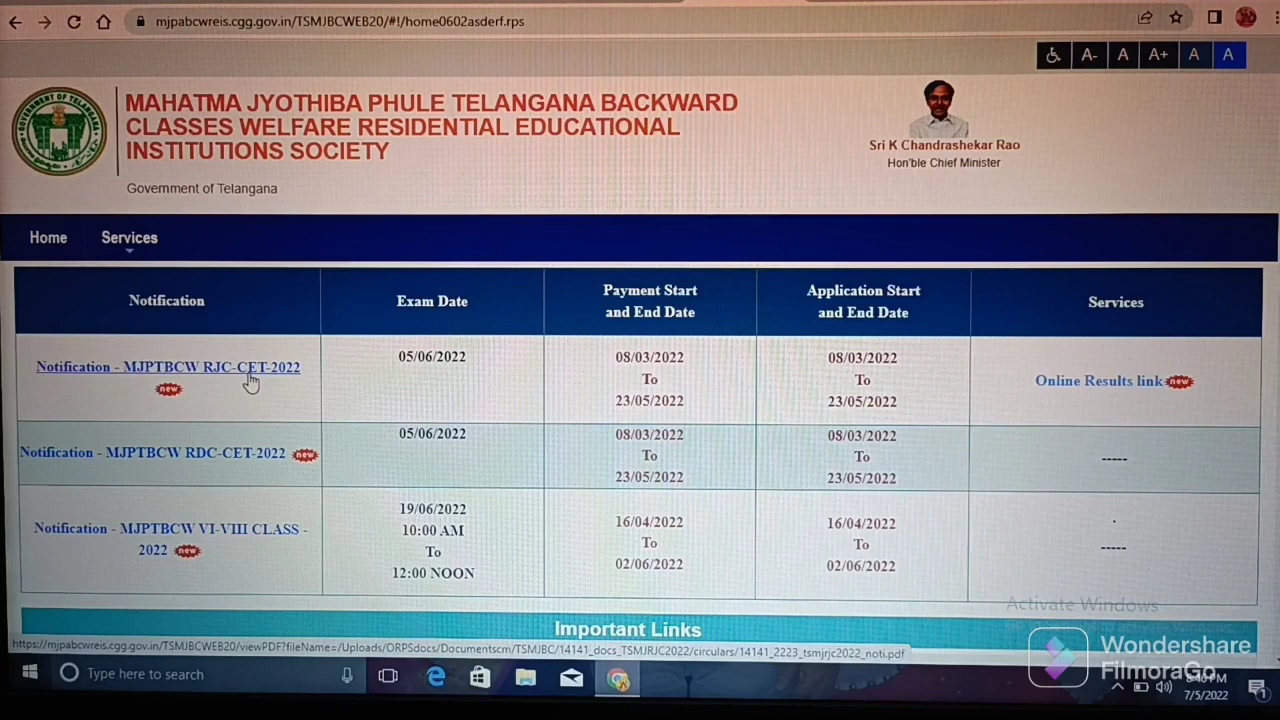 mjpabcwreis.cgg.gov.in/TSMJBCWEB20/#!/home0602asderf.rps
A- A A+ A A
MAHATMA JYOTHIBA PHULE TELANGANA BACKWARD
CLASSES WELFARE RESIDENTIAL EDUCATIONAL
INSTITUTIONS SOCIETY
Government of Telangana
Sri K Chandrashekar Rao
Hon'ble Chief Minister
GOVERNMENT OF TELANGANA
Home Services
Notification
Exam Date
Payment Start
and End Date
Application Start
and End Date
Services
Notification - MJPTBCW RJC-CET-2022
new
05/06/2022
08/03/2022
To
23/05/2022
08/03/2022
To
23/05/2022
Online Results link new
Notification - MJPTBCW RDC-CET-2022 new
05/06/2022
08/03/2022
To
23/05/2022
08/03/2022
To
23/05/2022
-----
Notification - MJPTBCW VI-VIII CLASS -
2022 new
19/06/2022
10:00 AM
To
12:00 NOON
16/04/2022
To
02/06/2022
16/04/2022
To
02/06/2022
-----
Important Links
Activate Windows
https://mjpabcwreis.cgg.gov.in/TSMJBCWEB20/viewPDF?fileName=/Uploads/ORPSdocs/Documentscm/TSMJBC/14141_docs_TSMJRJC2022/circulars/14141_2223_tsmjrjc2022_noti.pdf
Wondershare
FilmoraGo
Type here to search
7/5/2022